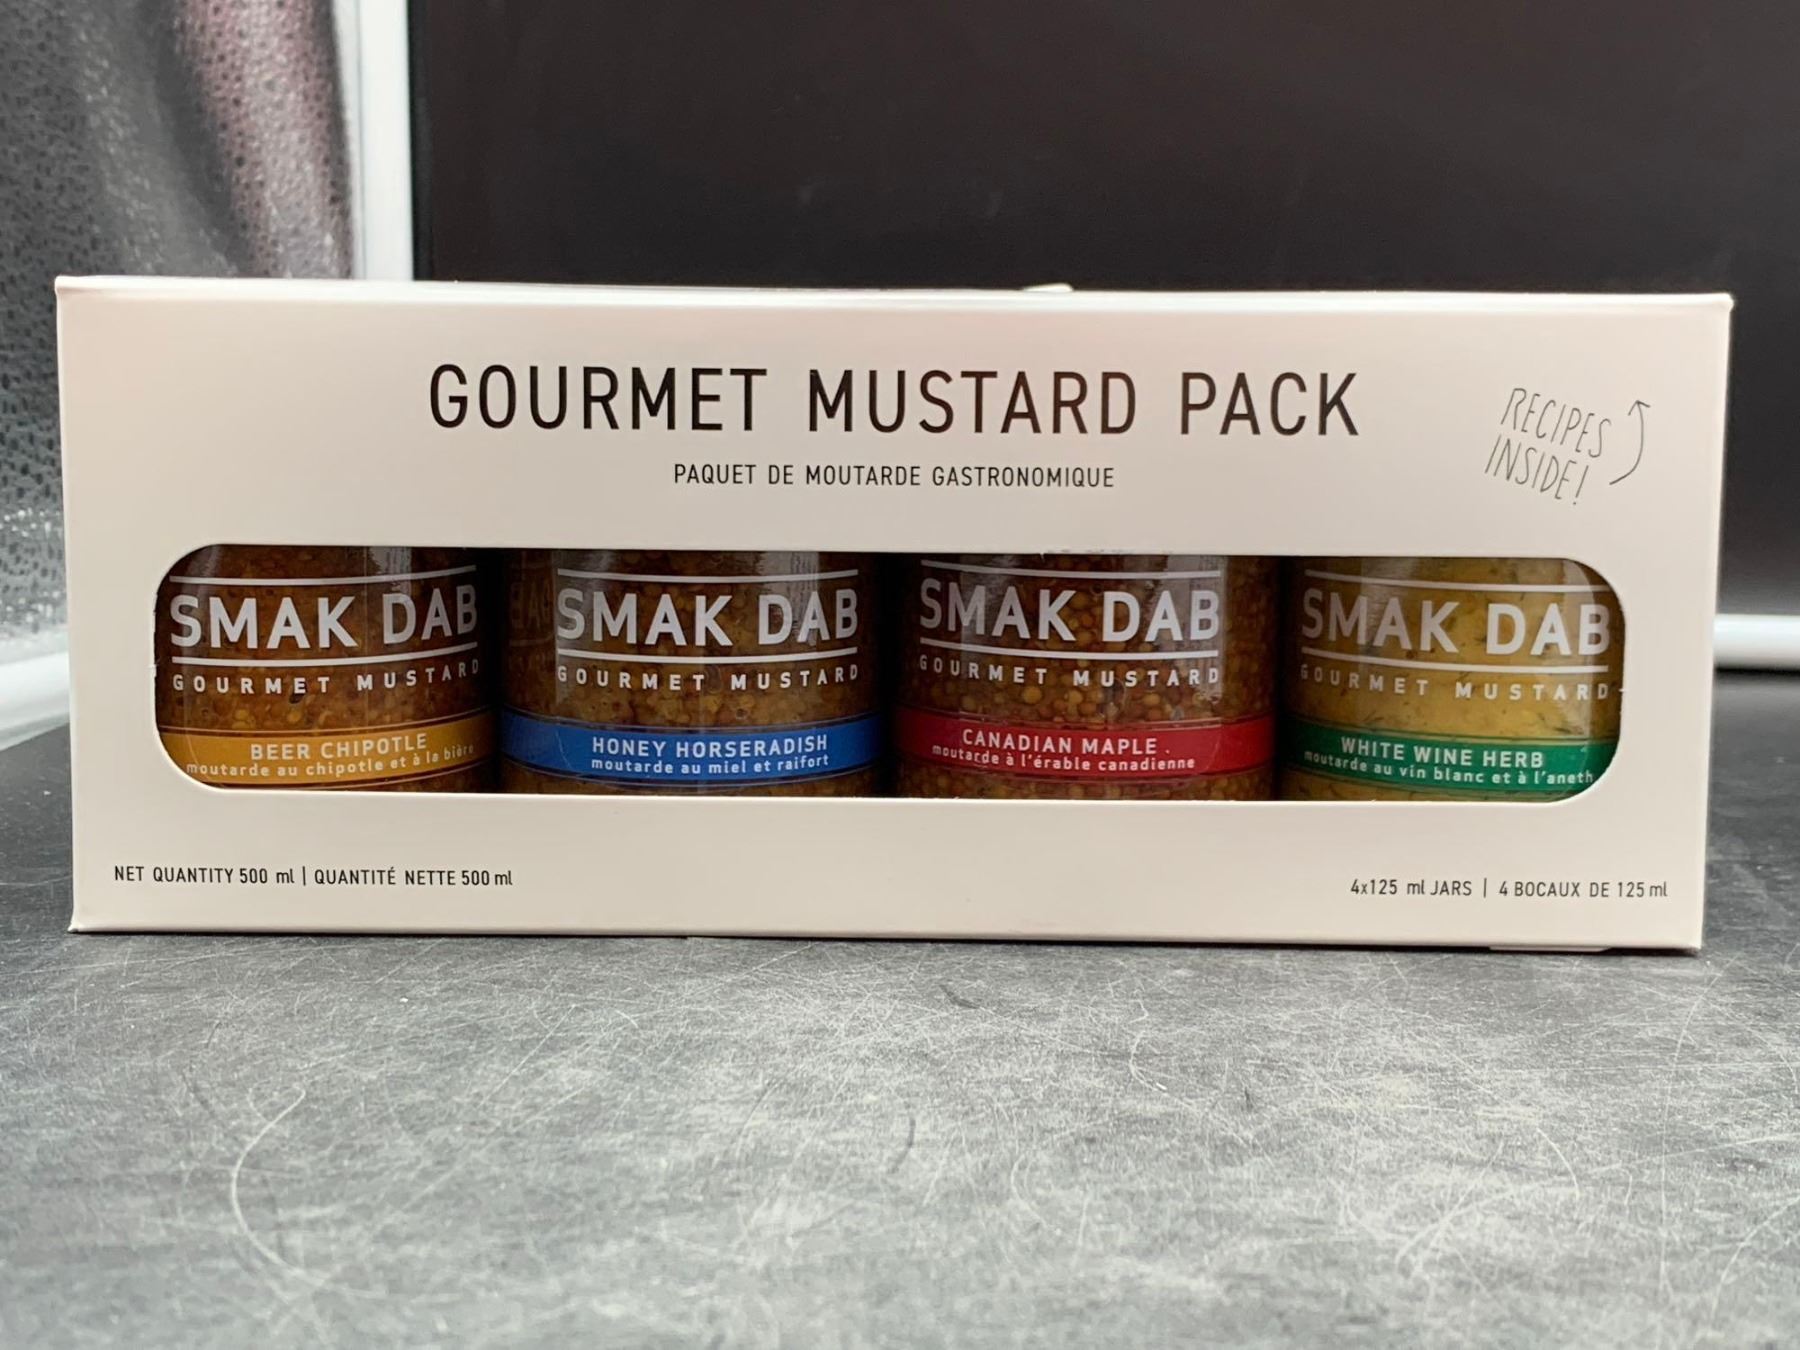 GOURMET MUSTARD PACK
PAQUET DE MOUTARDE GASTRONOMIQUE
RECIPES
INSIDE!
SMAK DAB
GOURMET MUSTARD
BEER CHIPOTLE
moutarde au chipotle et à la bière
SMAK DAB
GOURMET MUSTARD
HONEY HORSERADISH
moutarde au miel et raifort
SMAK DAB
GOURMET MUSTARD
CANADIAN MAPLE
moutarde à l'érable canadienne
SMAK DAB
GOURMET MUSTARD
WHITE WINE HERB
moutarde au vin blanc et à l'aneth
NET QUANTITY 500 ml | QUANTITÉ NETTE 500 ml
4x125 ml JARS | 4 BOCAUX DE 125 ml